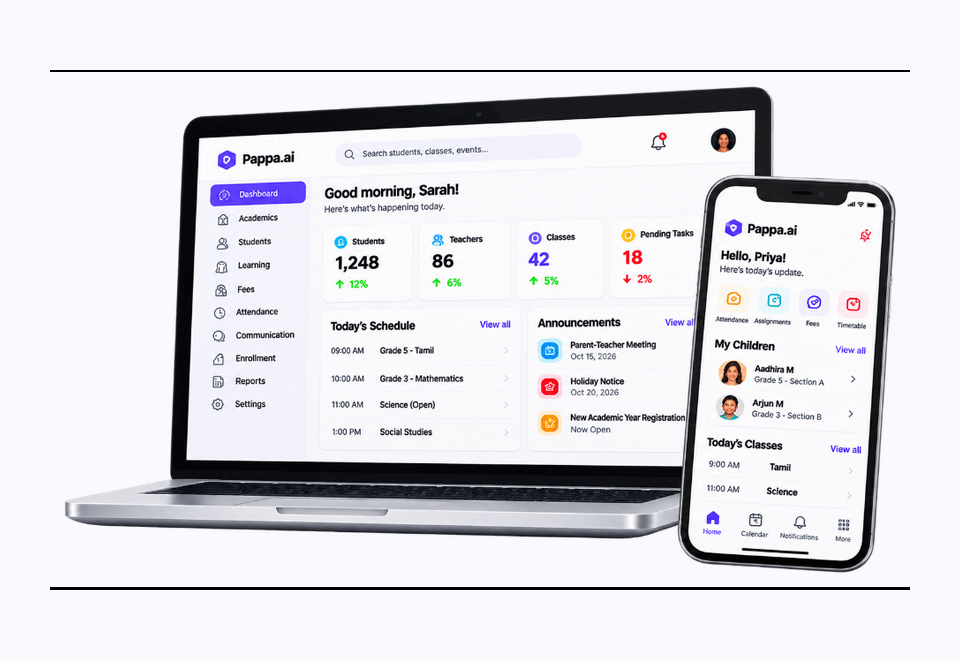 Pappa.ai
Search students, classes, events...
Dashboard
Academics
Students
Learning
Fees
Attendance
Communication
Enrollment
Reports
Settings
Good morning, Sarah!
Here's what's happening today.
Students
1,248
↑ 12%
Teachers
86
↑ 6%
Classes
42
↑ 5%
Pending Tasks
18
↓ 2%
Today's Schedule View all
09:00 AM Grade 5 - Tamil
10:00 AM Grade 3 - Mathematics
11:00 AM Science (Open)
1:00 PM Social Studies
Announcements View all
Parent-Teacher Meeting
Oct 15, 2026
Holiday Notice
Oct 20, 2026
New Academic Year Registration
Now Open
Pappa.ai
Hello, Priya!
Here's today's update.
Attendance
Assignments
Fees
Timetable
My Children View all
Aadhira M
Grade 5 - Section A
Arjun M
Grade 3 - Section B
Today's Classes View all
9:00 AM Tamil
11:00 AM Science
Home
Calendar
Notifications
More